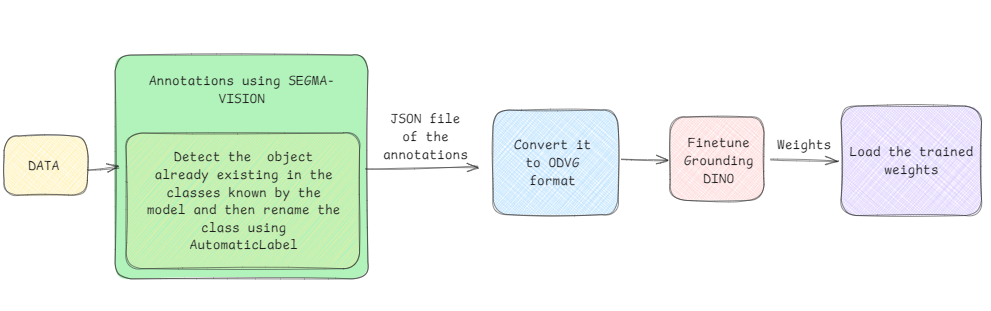 DATA
Annotations using SEGMA-
VISION
Detect the object
already existing in the
classes known by the
model and then rename the
class using
AutomaticLabel
JSON file
of the
annotations
Convert it
to ODVG
format
Finetune
Grounding
DINO
Weights
Load the trained
weights